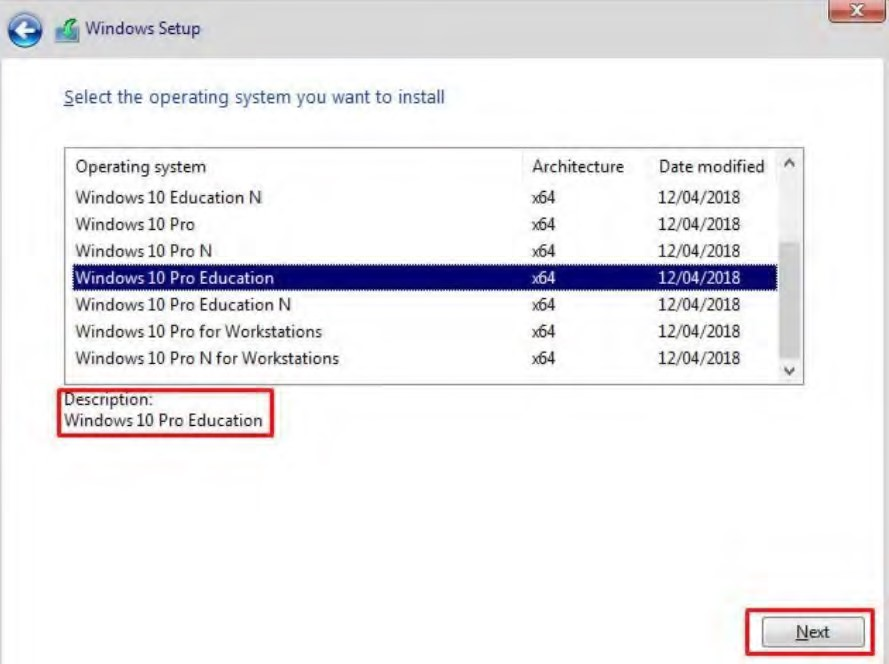 Windows Setup
Select the operating system you want to install
Operating system Architecture Date modified
Windows 10 Education N x64 12/04/2018
Windows 10 Pro x64 12/04/2018
Windows 10 Pro N x64 12/04/2018
Windows 10 Pro Education x64 12/04/2018
Windows 10 Pro Education N x64 12/04/2018
Windows 10 Pro for Workstations x64 12/04/2018
Windows 10 Pro N for Workstations x64 12/04/2018
Description:
Windows 10 Pro Education
Next